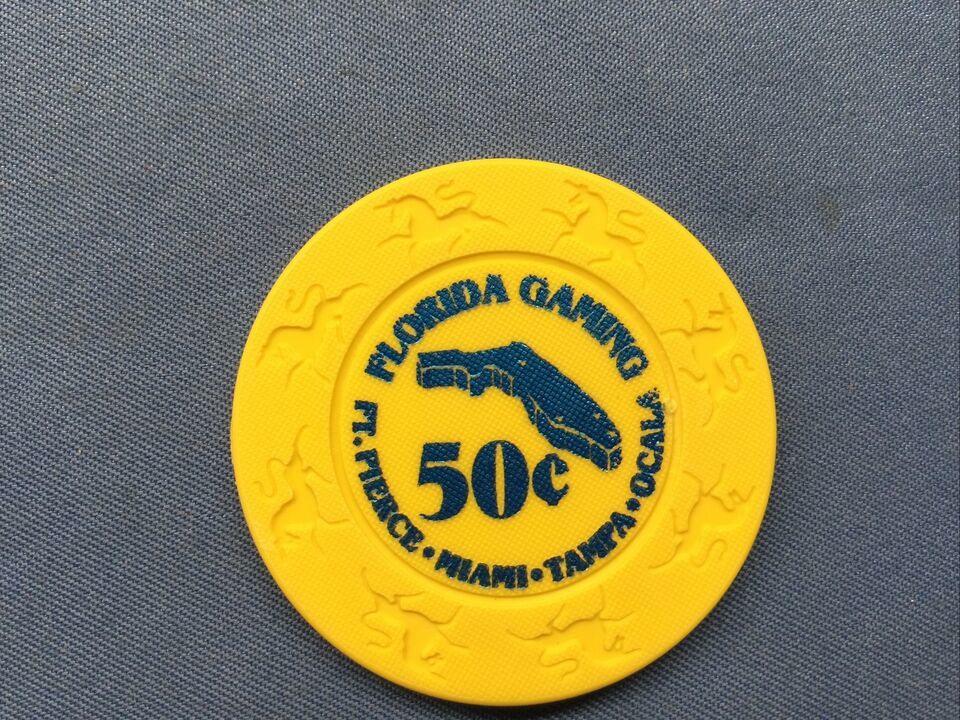 FLORIDA GAMING
50¢
FT. PIERCE • MIAMI • TAMPA • OCALA